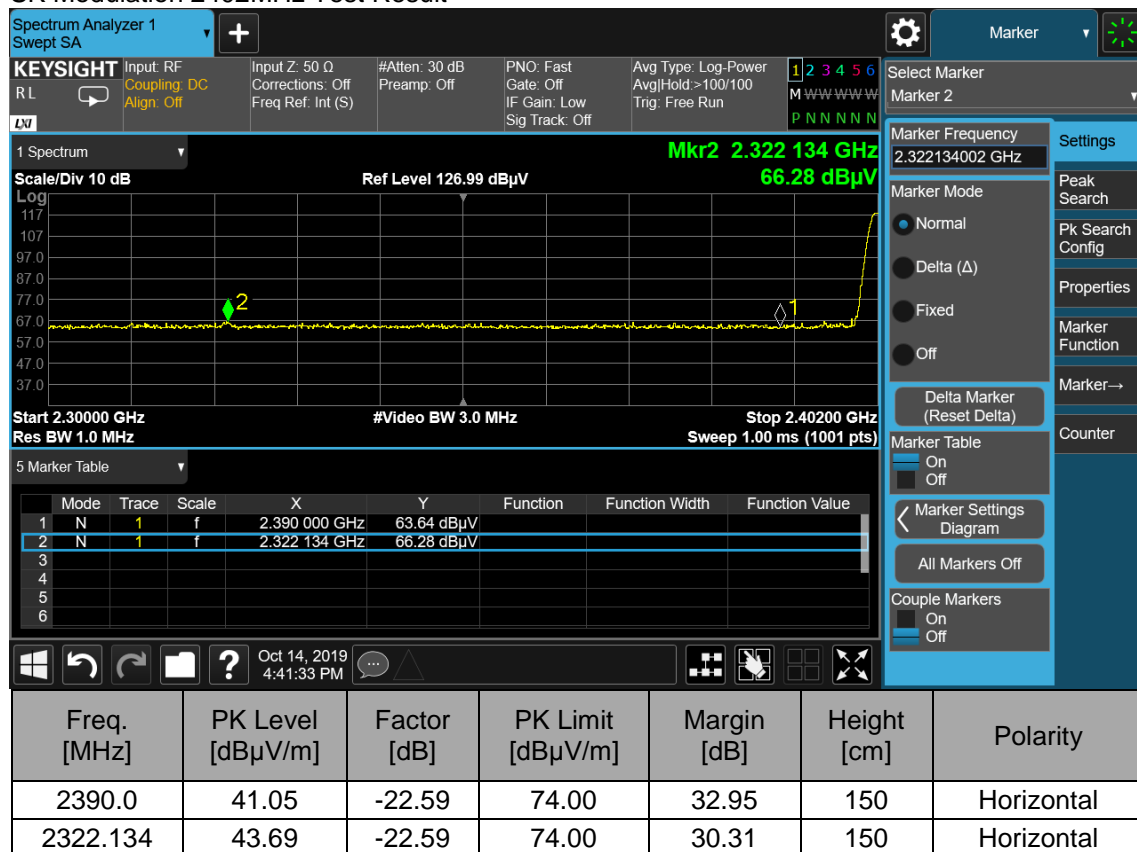 Spectrum Analyzer 1
Swept SA
Marker
KEYSIGHT
R L
LXI
Input: RF
Coupling: DC
Align: Off
Input Z: 50 Ω
Corrections: Off
Freq Ref: Int (S)
#Atten: 30 dB
Preamp: Off
PNO: Fast
Gate: Off
IF Gain: Low
Sig Track: Off
Avg Type: Log-Power
Avg|Hold:>100/100
Trig: Free Run
1 2 3 4 5 6
M W W W W W
P N N N N N
1 Spectrum
Mkr2 2.322 134 GHz
66.28 dBµV
Scale/Div 10 dB
Ref Level 126.99 dBµV
Log
117
107
97.0
87.0
77.0
67.0
57.0
47.0
37.0
2
1
Start 2.30000 GHz
#Video BW 3.0 MHz
Stop 2.40200 GHz
Res BW 1.0 MHz
Sweep 1.00 ms (1001 pts)
5 Marker Table
Mode Trace Scale X Y Function Function Width Function Value
1 N 1 f 2.390 000 GHz 63.64 dBµV
2 N 1 f 2.322 134 GHz 66.28 dBµV
3
4
5
6
?
Oct 14, 2019
4:41:33 PM
Select Marker
Marker 2
Marker Frequency
2.322134002 GHz
Marker Mode
Normal
Delta (Δ)
Fixed
Off
Delta Marker
(Reset Delta)
Marker Table
On
Off
Marker Settings
Diagram
All Markers Off
Couple Markers
On
Off
Settings
Peak
Search
Pk Search
Config
Properties
Marker
Function
Marker→
Counter
Freq. [MHz] PK Level [dBµV/m] Factor [dB] PK Limit [dBµV/m] Margin [dB] Height [cm] Polarity
2390.0 41.05 -22.59 74.00 32.95 150 Horizontal
2322.134 43.69 -22.59 74.00 30.31 150 Horizontal